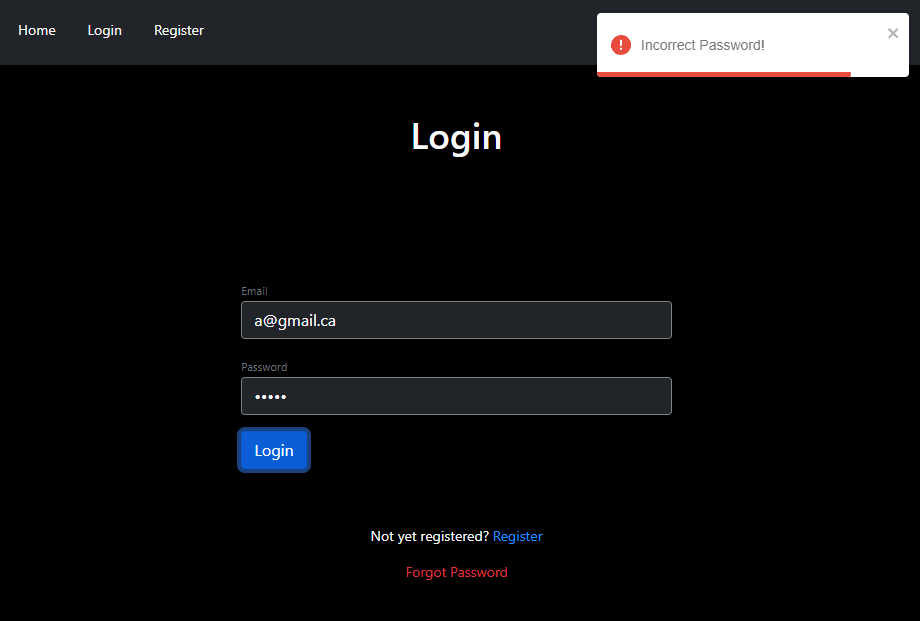 Home Login Register
Incorrect Password!
Login
Email
a@gmail.ca
Password
•••••
Login
Not yet registered? Register
Forgot Password